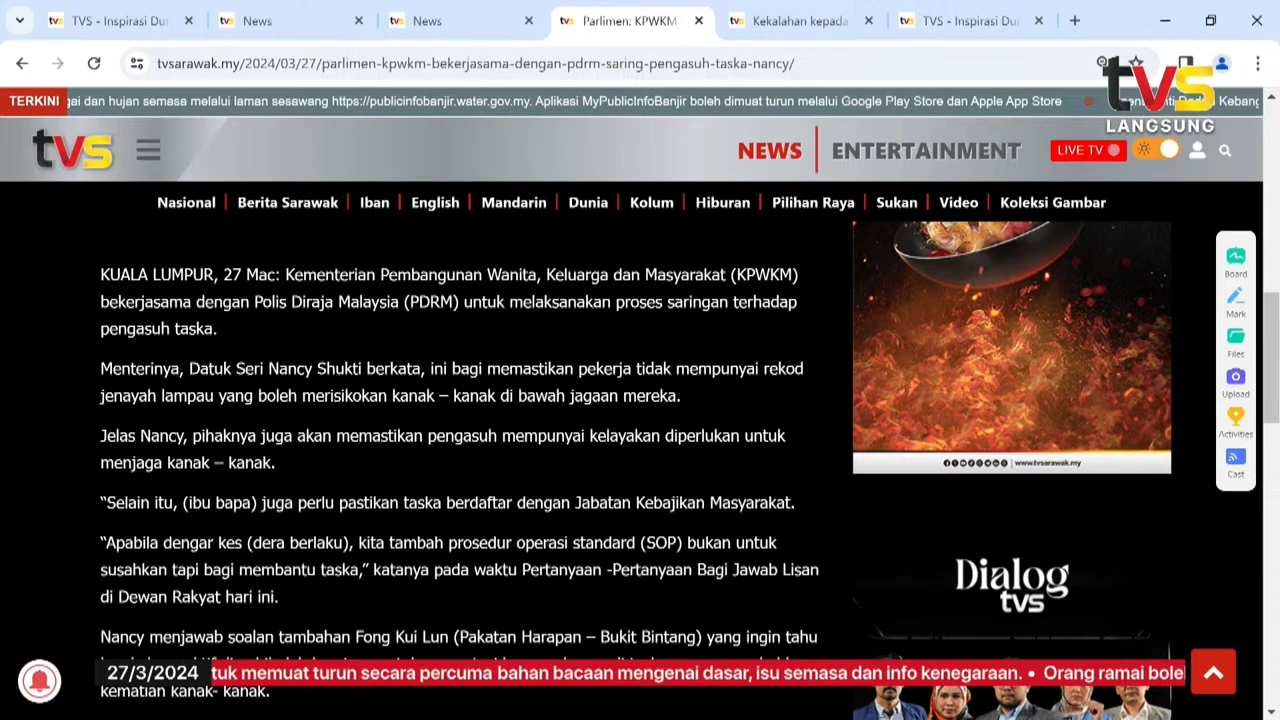 TVS - Inspirasi Dun
News
News
Parlimen: KPWKM
Kekalahan kepada
TVS - Inspirasi Dun
tvsarawak.my/2024/03/27/parlimen-kpwkm-bekerjasama-dengan-pdrm-saring-pengasuh-taska-nancy/
TERKINI
gai dan hujan semasa melalui laman sesawang https://publicinfobanjir.water.gov.my. Aplikasi MyPublicInfoBanjir boleh dimuat turun melalui Google Play Store dan Apple App Store
Kebang
tvs
LANGSUNG
tvs
NEWS
ENTERTAINMENT
LIVE TV
Nasional
Berita Sarawak
Iban
English
Mandarin
Dunia
Kolum
Hiburan
Pilihan Raya
Sukan
Video
Koleksi Gambar
KUALA LUMPUR, 27 Mac: Kementerian Pembangunan Wanita, Keluarga dan Masyarakat (KPWKM)
bekerjasama dengan Polis Diraja Malaysia (PDRM) untuk melaksanakan proses saringan terhadap
pengasuh taska.
Menterinya, Datuk Seri Nancy Shukti berkata, ini bagi memastikan pekerja tidak mempunyai rekod
jenayah lampau yang boleh merisikokan kanak – kanak di bawah jagaan mereka.
Jelas Nancy, pihaknya juga akan memastikan pengasuh mempunyai kelayakan diperlukan untuk
menjaga kanak – kanak.
“Selain itu, (ibu bapa) juga perlu pastikan taska berdaftar dengan Jabatan Kebajikan Masyarakat.
“Apabila dengar kes (dera berlaku), kita tambah prosedur operasi standard (SOP) bukan untuk
susahkan tapi bagi membantu taska,” katanya pada waktu Pertanyaan -Pertanyaan Bagi Jawab Lisan
di Dewan Rakyat hari ini.
Nancy menjawab soalan tambahan Fong Kui Lun (Pakatan Harapan – Bukit Bintang) yang ingin tahu
kematian kanak- kanak.
www.tvsarawak.my
Dialog
tvs
Board
Mark
Files
Upload
Activities
Cast
27/3/2024
tuk memuat turun secara percuma bahan bacaan mengenai dasar, isu semasa dan info kenegaraan. • Orang ramai bole